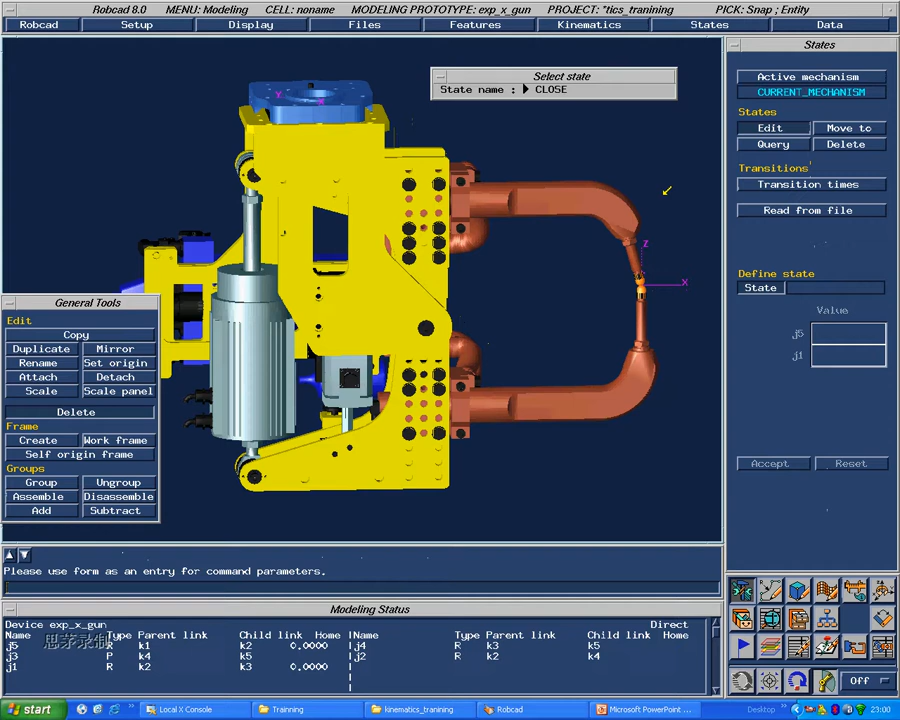 Robcad 8.0 MENU: Modeling CELL: noname MODELING PROTOTYPE: exp_x_gun PROJECT: "tics_tranining PICK: Snap ; Entity
Robcad Setup Display Files Features Kinematics States Data
Select state
State name : CLOSE
States
Active mechanism
CURRENT_MECHANISM
States
Edit Move to
Query Delete
Transitions
Transition times
Read from file
Define state
State
Value
j5
j1
Accept Reset
General Tools
Edit
Copy
Duplicate Mirror
Rename Set origin
Attach Detach
Scale Scale panel
Delete
Frame
Create Work frame
Self origin frame
Groups
Group Ungroup
Assemble Disassemble
Add Subtract
Y X
Z
X
Please use form as an entry for command parameters.
Modeling Status
Device exp_x_gun Direct
Name Type Parent link Child link Home |Name Type Parent link Child link Home
j5 R k1 k2 0.0000 |j4 R k3 k5
j3 R k4 k5 |j2 R k2 k4
j1 R k2 k3 0.0000 |
思茅录制
Off
start Local X Console Trainning kinematics_tranining Robcad Microsoft PowerPoint ... Desktop 23:00